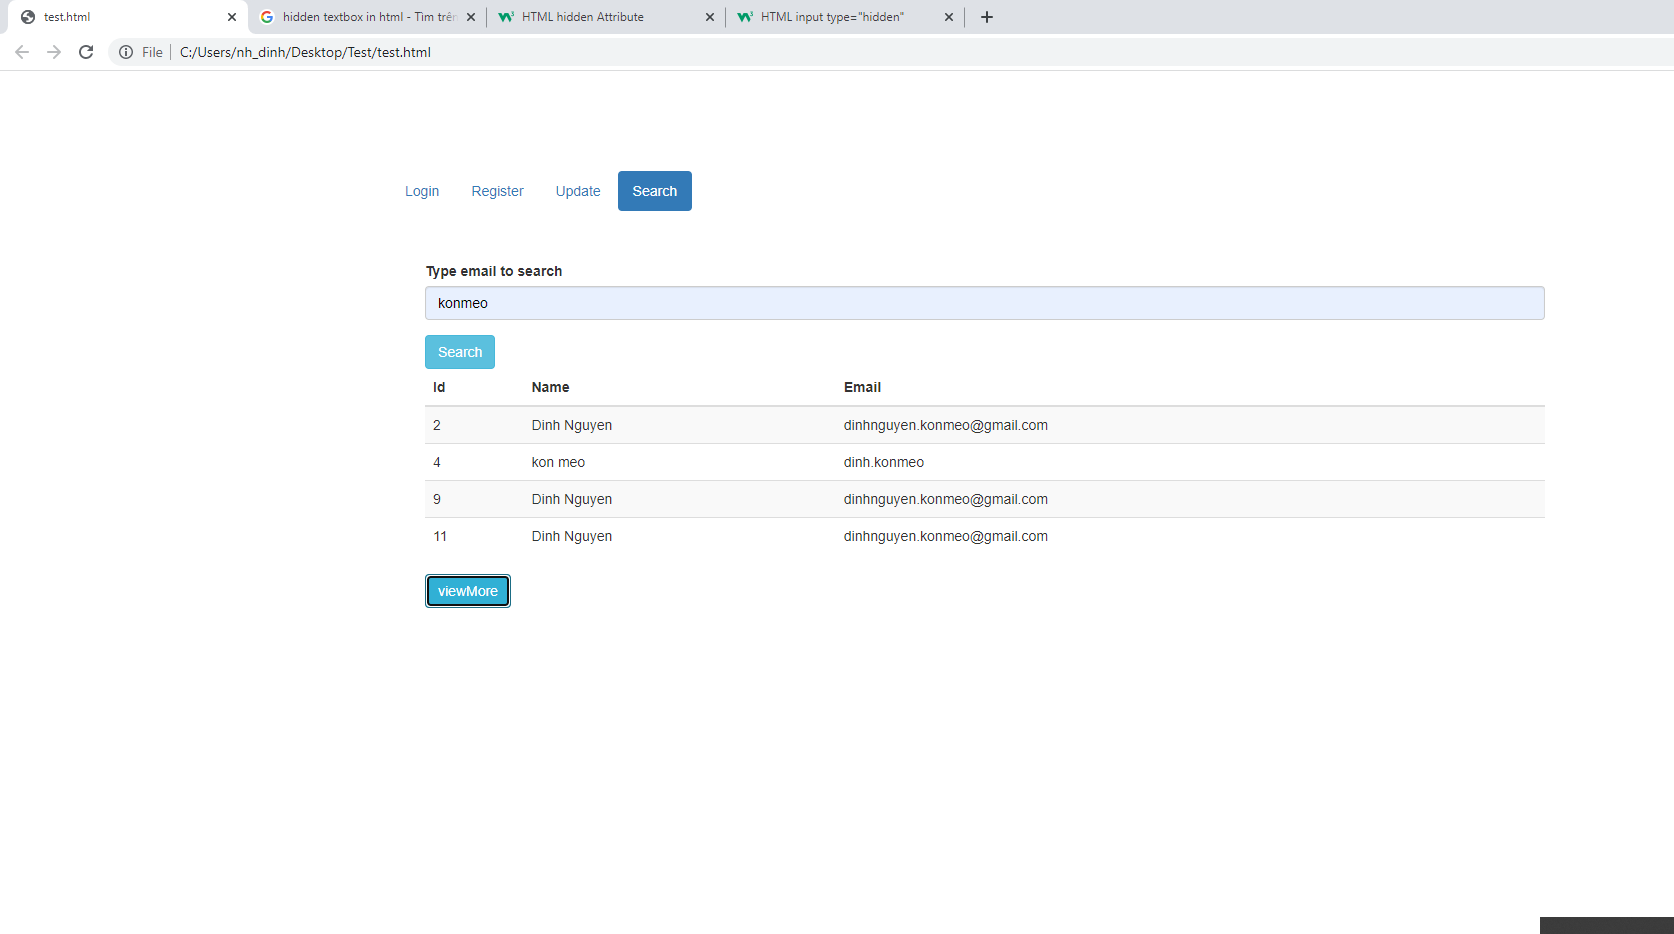 test.html
hidden textbox in html - Tìm trên
HTML hidden Attribute
HTML input type="hidden"
File C:/Users/nh_dinh/Desktop/Test/test.html
Login Register Update Search
Type email to search
konmeo
Search
Id Name Email
2 Dinh Nguyen dinhnguyen.konmeo@gmail.com
4 kon meo dinh.konmeo
9 Dinh Nguyen dinhnguyen.konmeo@gmail.com
11 Dinh Nguyen dinhnguyen.konmeo@gmail.com
viewMore